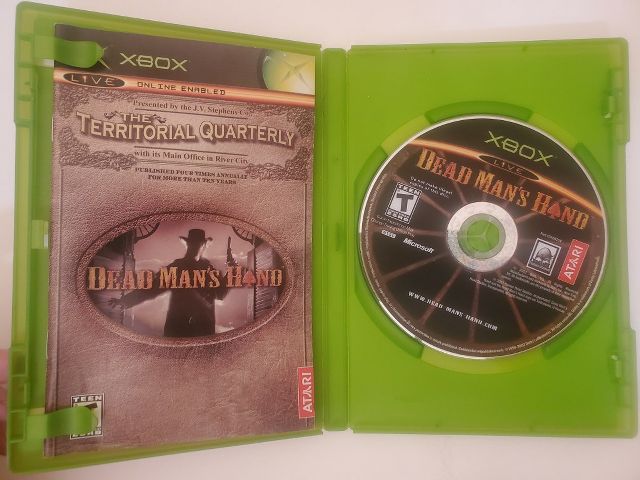 XBOX
LIVE ONLINE ENABLED
Presented by the J.V. Stephens Co.
THE
TERRITORIAL QUARTERLY
with its Main Office in River City
PUBLISHED FOUR TIMES ANNUALLY
FOR MORE THAN TEN YEARS
DEAD MAN'S HAND
TEEN
T
ESRB
ATARI
XBOX
LIVE
DEAD MAN'S HAND
TEEN
T
ESRB
Microsoft
ATARI
WWW.DEAD-MANS-HAND.COM